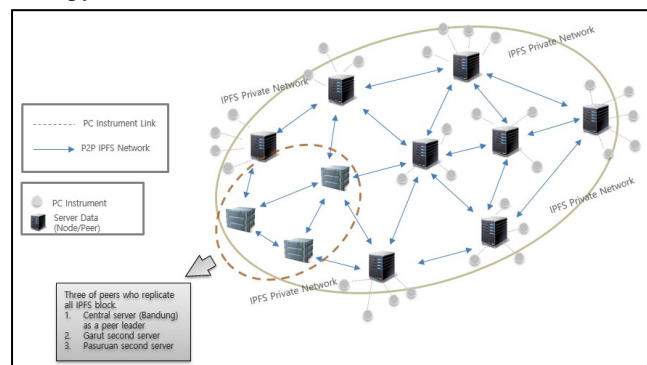 IPFS Private Network
IPFS Private Network
PC Instrument Link
P2P IPFS Network
PC Instrument
Server Data
(Node/Peer)
IPFS Private Network
IPFS Private Network
Three of peers who replicate
all IPFS block.
1. Central server (Bandung)
as a peer leader
2. Garut second server
3. Pasuruan second server